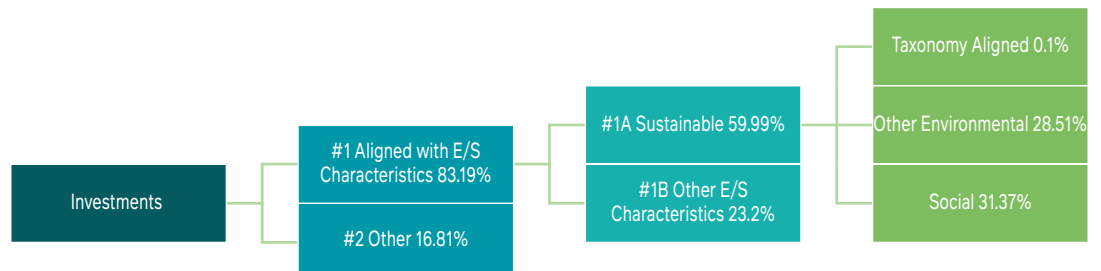 Investments
#1 Aligned with E/S
Characteristics 83.19%
#2 Other 16.81%
#1A Sustainable 59.99%
#1B Other E/S
Characteristics 23.2%
Taxonomy Aligned 0.1%
Other Environmental 28.51%
Social 31.37%